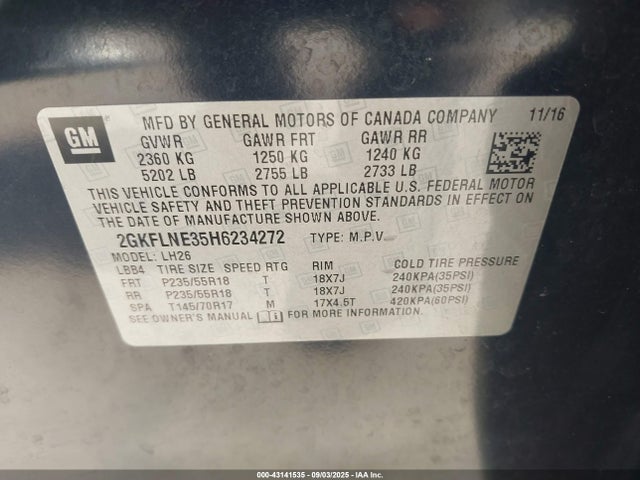 GM
MFD BY GENERAL MOTORS OF CANADA COMPANY 11/16
GVWR GAWR FRT GAWR RR
2360 KG 1250 KG 1240 KG
5202 LB 2755 LB 2733 LB
THIS VEHICLE CONFORMS TO ALL APPLICABLE U.S. FEDERAL MOTOR
VEHICLE SAFETY AND THEFT PREVENTION STANDARDS IN EFFECT ON
THE DATE OF MANUFACTURE SHOWN ABOVE.
2GKFLNE35H6234272 TYPE: M.P.V
MODEL: LH26
LBB4 TIRE SIZE SPEED RTG RIM COLD TIRE PRESSURE
FRT P235/55R18 T 18X7J 240KPA(35PSI)
RR P235/55R18 T 18X7J 240KPA(35PSI)
SPA T145/70R17 M 17X4.5T 420KPA(60PSI)
SEE OWNER'S MANUAL FOR MORE INFORMATION.
000-43141535 - 09/03/2025 - IAAI, Inc.